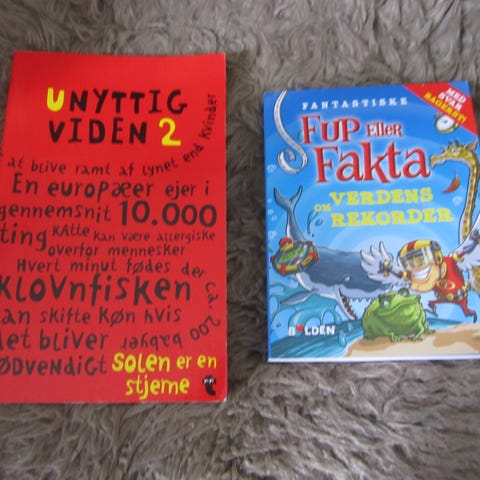 UNYTTIG
VIDEN 2
at blive ramt af lynet end kvinder
En europæer ejer i
gennemsnit 10.000
ting Katte kan være allergiske
overfor mennesker
Hvert minut fødes der ca. 200
klovnfisken babyer
kan skifte køn hvis
det bliver
nødvendigt Solen er en
stjerne
FANTASTISKE
Fup Eller
Fakta
OM VERDENS
REKORDER
MED
SVAR
BAGERST!
BOLDEN